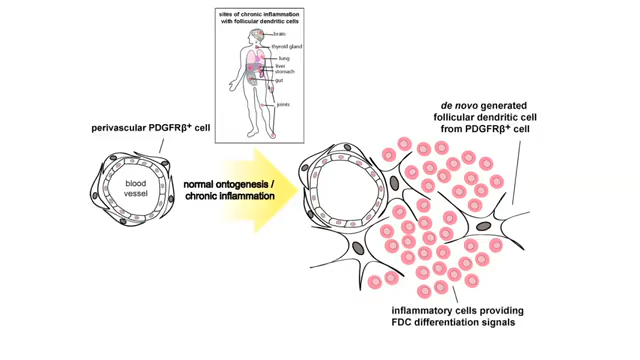 sites of chronic inflammation
with follicular dendritic cells
brain
thyroid gland
lung
liver
stomach
gut
joints
perivascular PDGFRβ⁺ cell
blood
vessel
normal ontogenesis /
chronic inflammation
de novo generated
follicular dendritic cell
from PDGFRβ⁺ cell
inflammatory cells providing
FDC differentiation signals